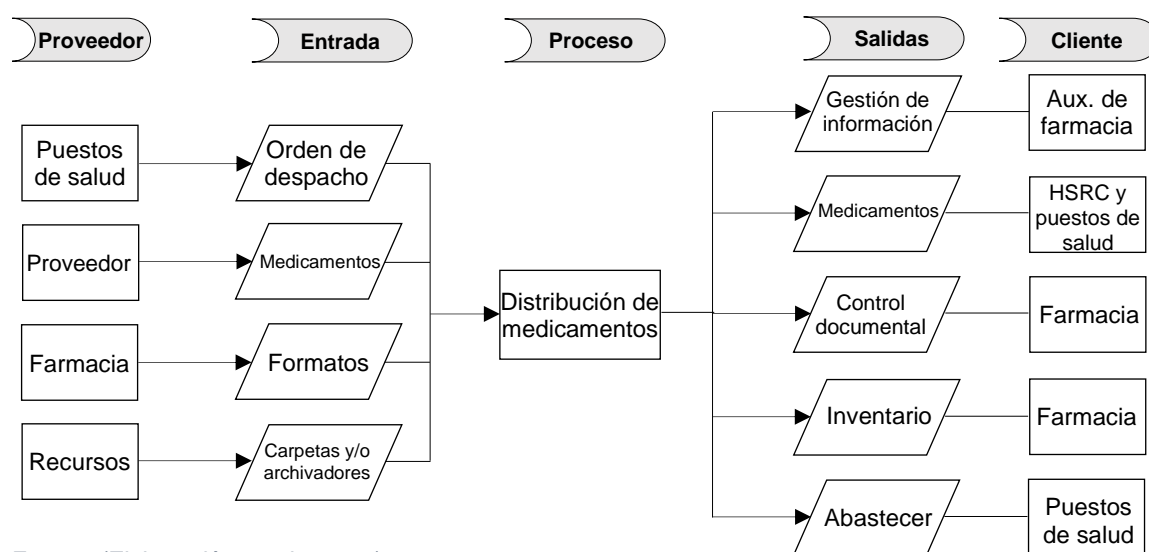 Proveedor
Entrada
Proceso
Salidas
Cliente
Puestos
de salud
Orden de
despacho
Proveedor
Medicamentos
Farmacia
Formatos
Recursos
Carpetas y/o
archivadores
Distribución de
medicamentos
Gestión de
información
Aux. de
farmacia
Medicamentos
HSRC y
puestos de
salud
Control
documental
Farmacia
Inventario
Farmacia
Abastecer
Puestos
de salud